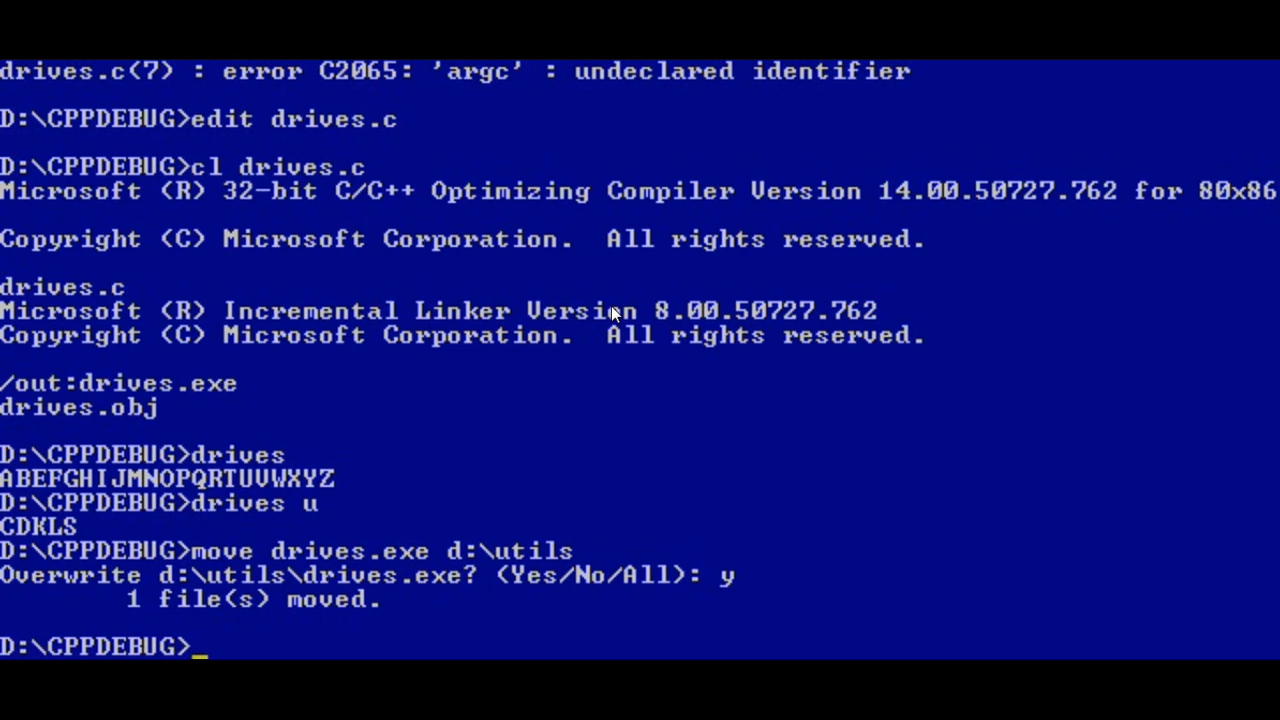 drives.c(7) : error C2065: 'argc' : undeclared identifier
D:\CPPDEBUG>edit drives.c
D:\CPPDEBUG>cl drives.c
Microsoft (R) 32-bit C/C++ Optimizing Compiler Version 14.00.50727.762 for 80x86
Copyright (C) Microsoft Corporation.  All rights reserved.
drives.c
Microsoft (R) Incremental Linker Version 8.00.50727.762
Copyright (C) Microsoft Corporation.  All rights reserved.
/out:drives.exe
drives.obj
D:\CPPDEBUG>drives
ABEFGHIJMNOPQRTUVWXYZ
D:\CPPDEBUG>drives u
CDKLS
D:\CPPDEBUG>move drives.exe d:\utils
Overwrite d:\utils\drives.exe? (Yes/No/All): y
        1 file(s) moved.
D:\CPPDEBUG>_